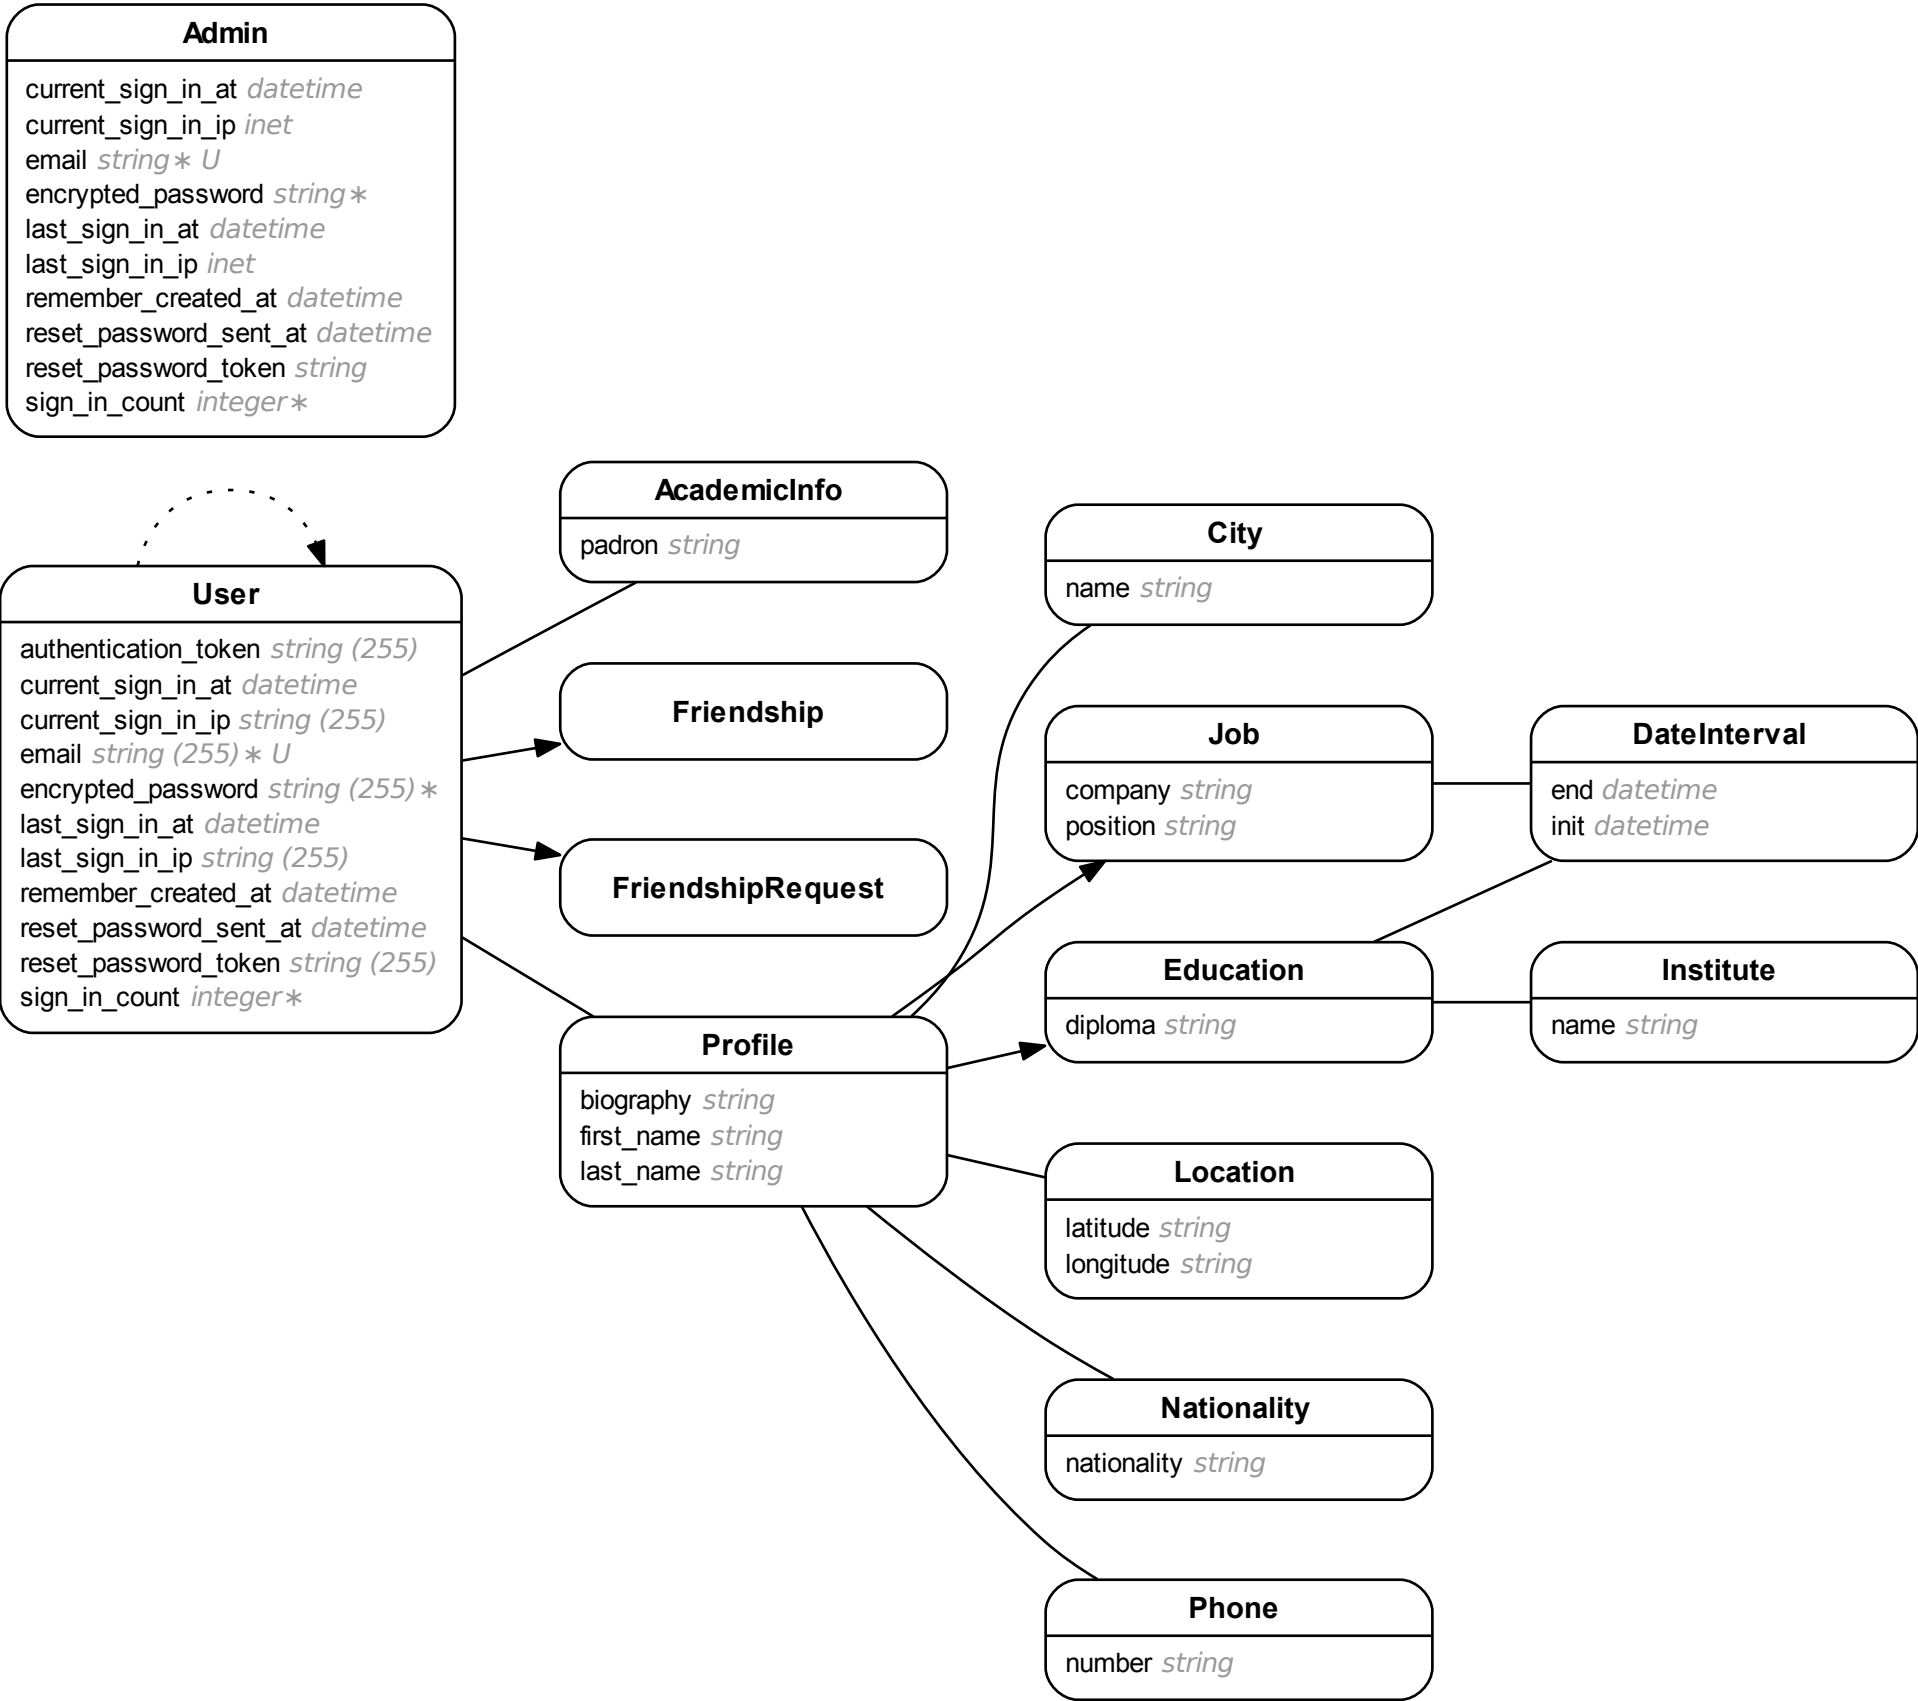 Admin
current_sign_in_at datetime
current_sign_in_ip inet
email string∗ U
encrypted_password string∗
last_sign_in_at datetime
last_sign_in_ip inet
remember_created_at datetime
reset_password_sent_at datetime
reset_password_token string
sign_in_count integer∗
User
authentication_token string (255)
current_sign_in_at datetime
current_sign_in_ip string (255)
email string (255)∗ U
encrypted_password string (255)∗
last_sign_in_at datetime
last_sign_in_ip string (255)
remember_created_at datetime
reset_password_sent_at datetime
reset_password_token string (255)
sign_in_count integer∗
AcademicInfo
padron string
Friendship
FriendshipRequest
Profile
biography string
first_name string
last_name string
City
name string
Job
company string
position string
Education
diploma string
Location
latitude string
longitude string
Nationality
nationality string
Phone
number string
DateInterval
end datetime
init datetime
Institute
name string